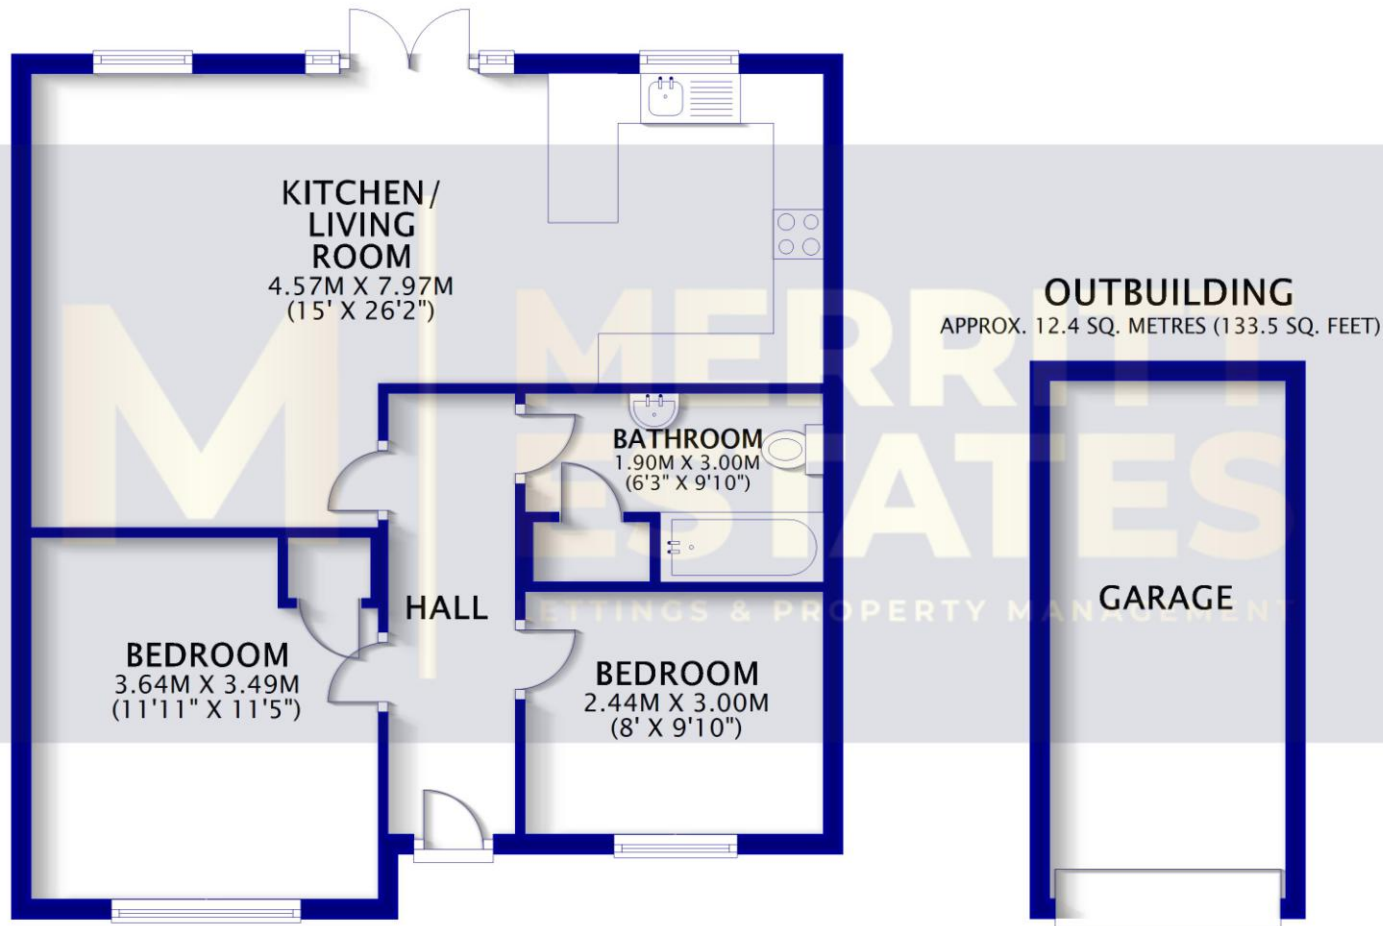 KITCHEN/
LIVING
ROOM
4.57M X 7.97M
(15' X 26'2")
OUTBUILDING
APPROX. 12.4 SQ. METRES (133.5 SQ. FEET)
M
MERRITT
ESTATES
LETTINGS & PROPERTY MANAGEMENT
BATHROOM
1.90M X 3.00M
(6'3" X 9'10")
HALL
GARAGE
BEDROOM
3.64M X 3.49M
(11'11" X 11'5")
BEDROOM
2.44M X 3.00M
(8' X 9'10")